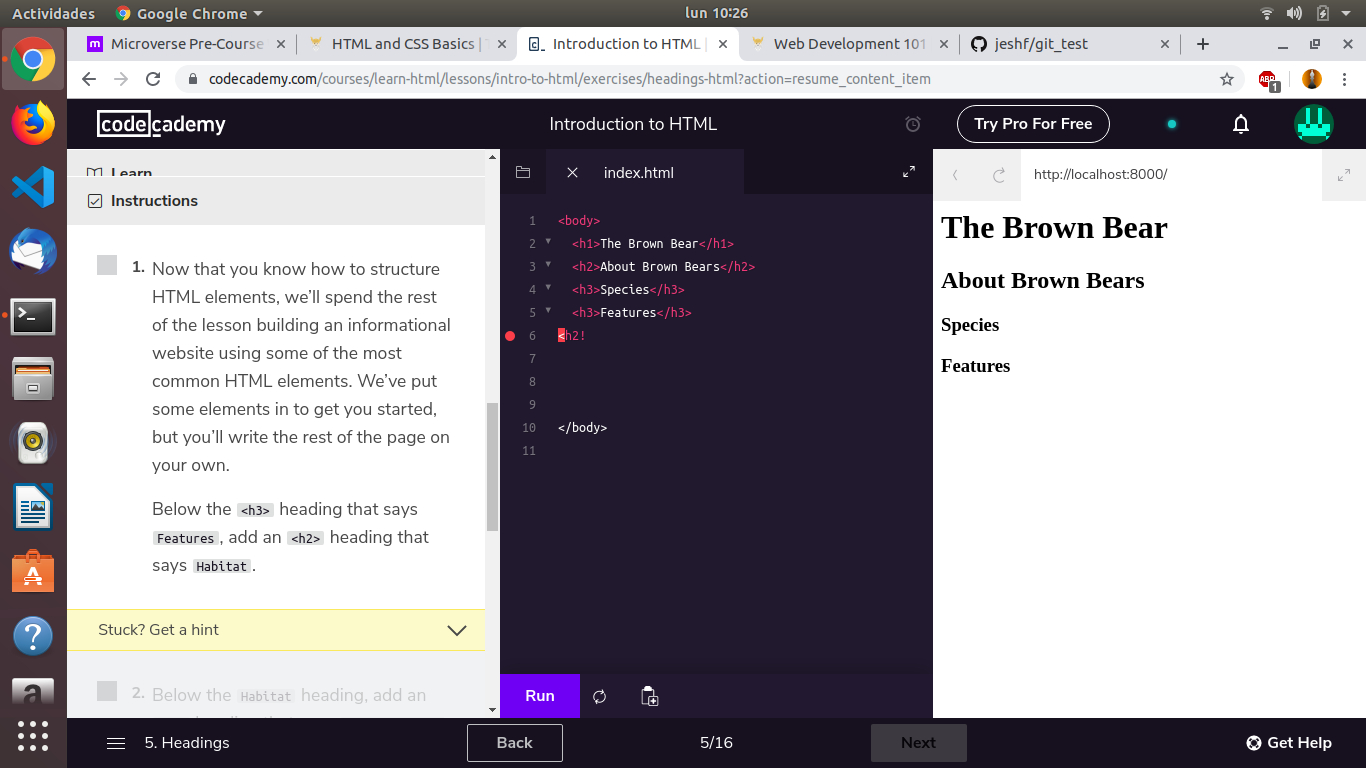 Actividades
Google Chrome
lun 10:26
Microverse Pre-Course
HTML and CSS Basics |
Introduction to HTML |
Web Development 101
jeshf/git_test
codecademy.com/courses/learn-html/lessons/intro-to-html/exercises/headings-html?action=resume_content_item
ABP
1
codecademy
Introduction to HTML
Try Pro For Free
Learn
Instructions
1. Now that you know how to structure
HTML elements, we’ll spend the rest
of the lesson building an informational
website using some of the most
common HTML elements. We’ve put
some elements in to get you started,
but you’ll write the rest of the page on
your own.
Below the <h3> heading that says
Features, add an <h2> heading that
says Habitat.
Stuck? Get a hint
2. Below the Habitat heading, add an
index.html
1 <body>
2 <h1>The Brown Bear</h1>
3 <h2>About Brown Bears</h2>
4 <h3>Species</h3>
5 <h3>Features</h3>
6 <h2!
7
8
9
10 </body>
11
Run
http://localhost:8000/
The Brown Bear
About Brown Bears
Species
Features
5. Headings
Back
5/16
Next
Get Help